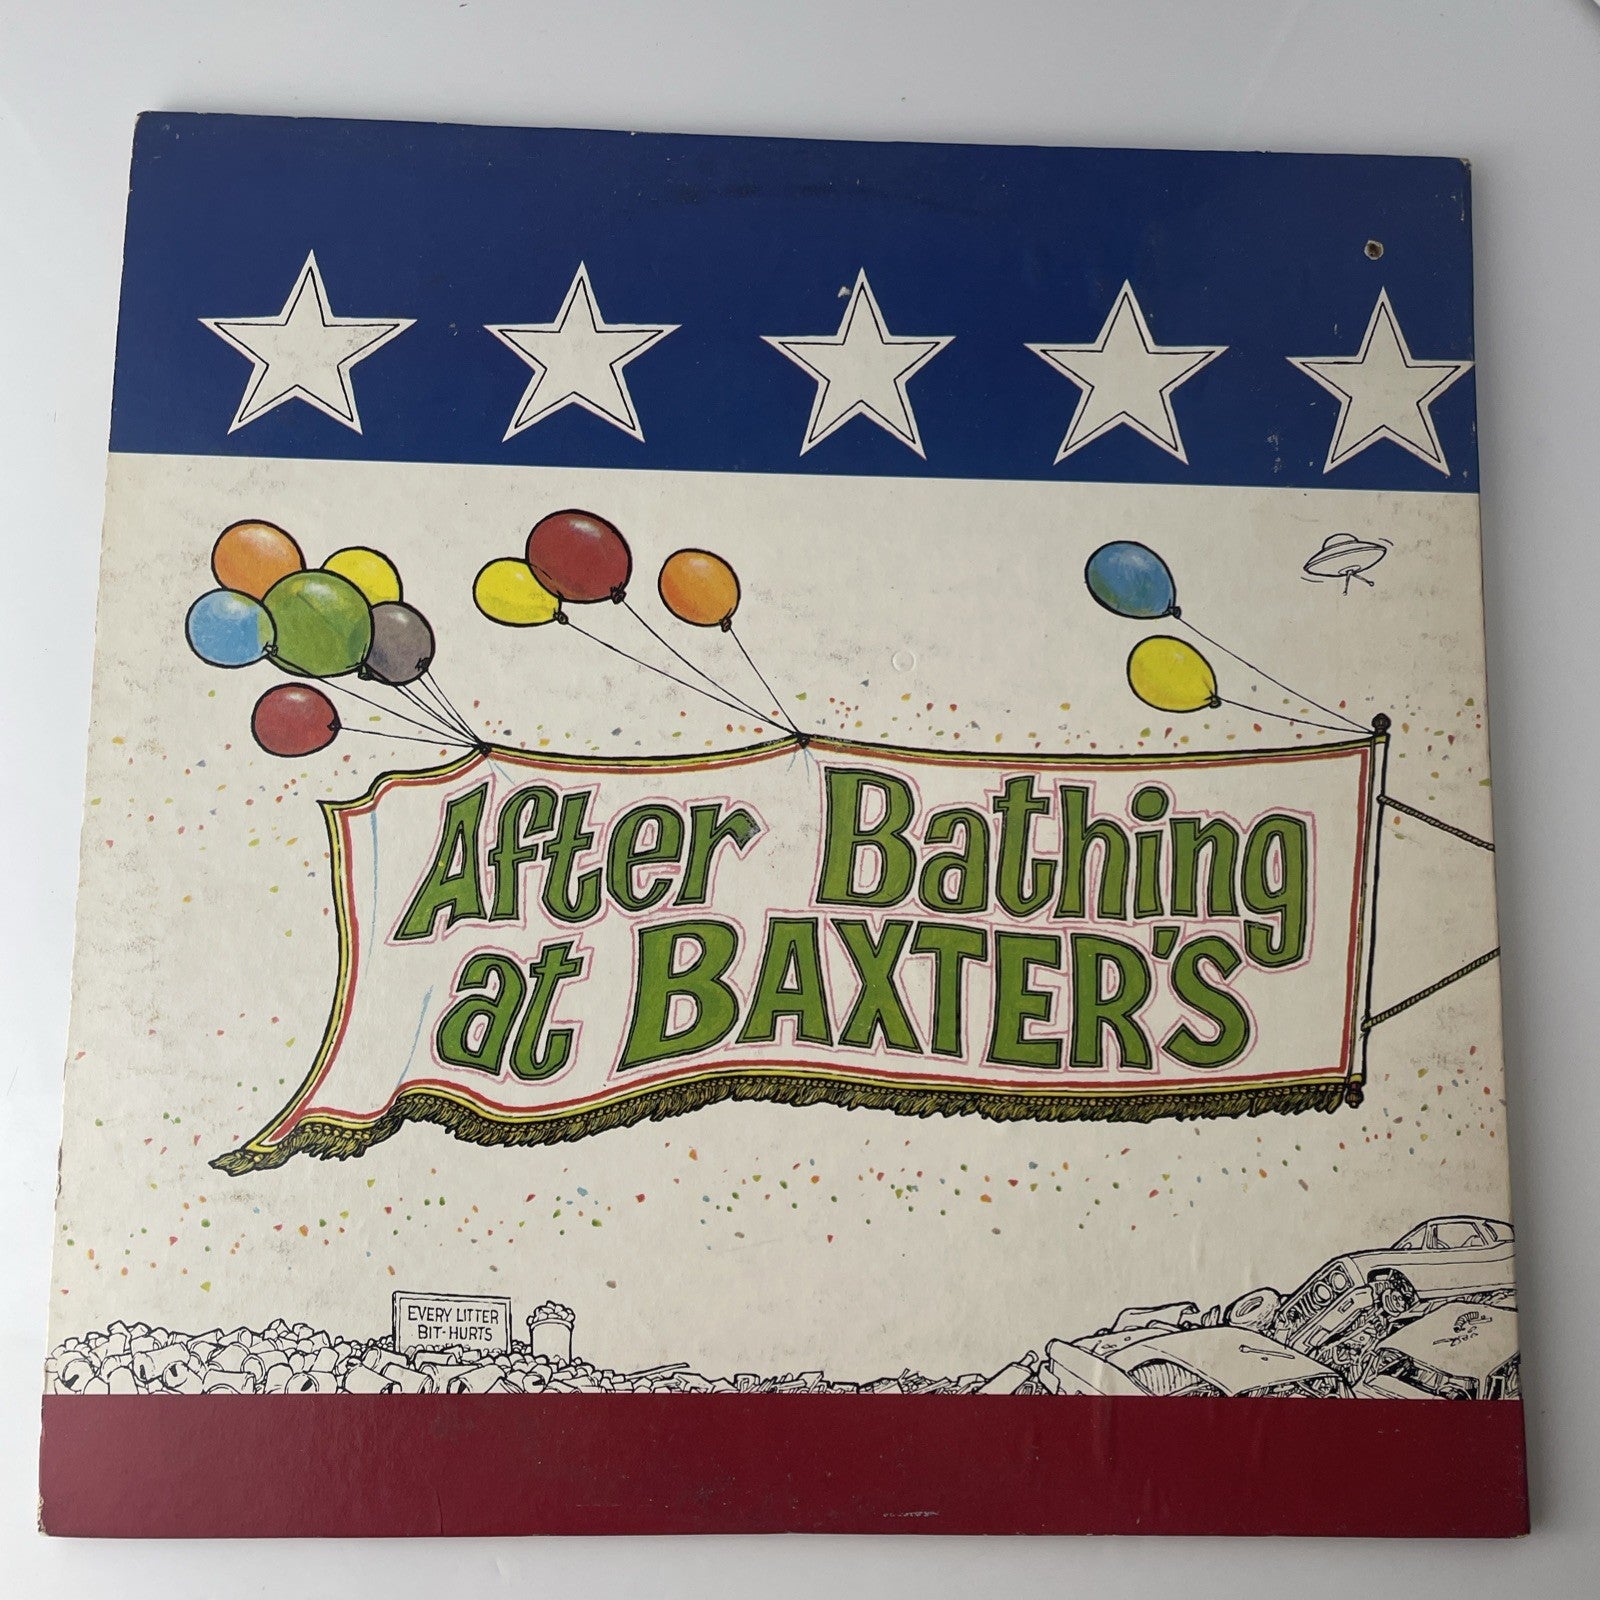 After Bathing
at BAXTER'S
EVERY LITTER
BIT-HURTS